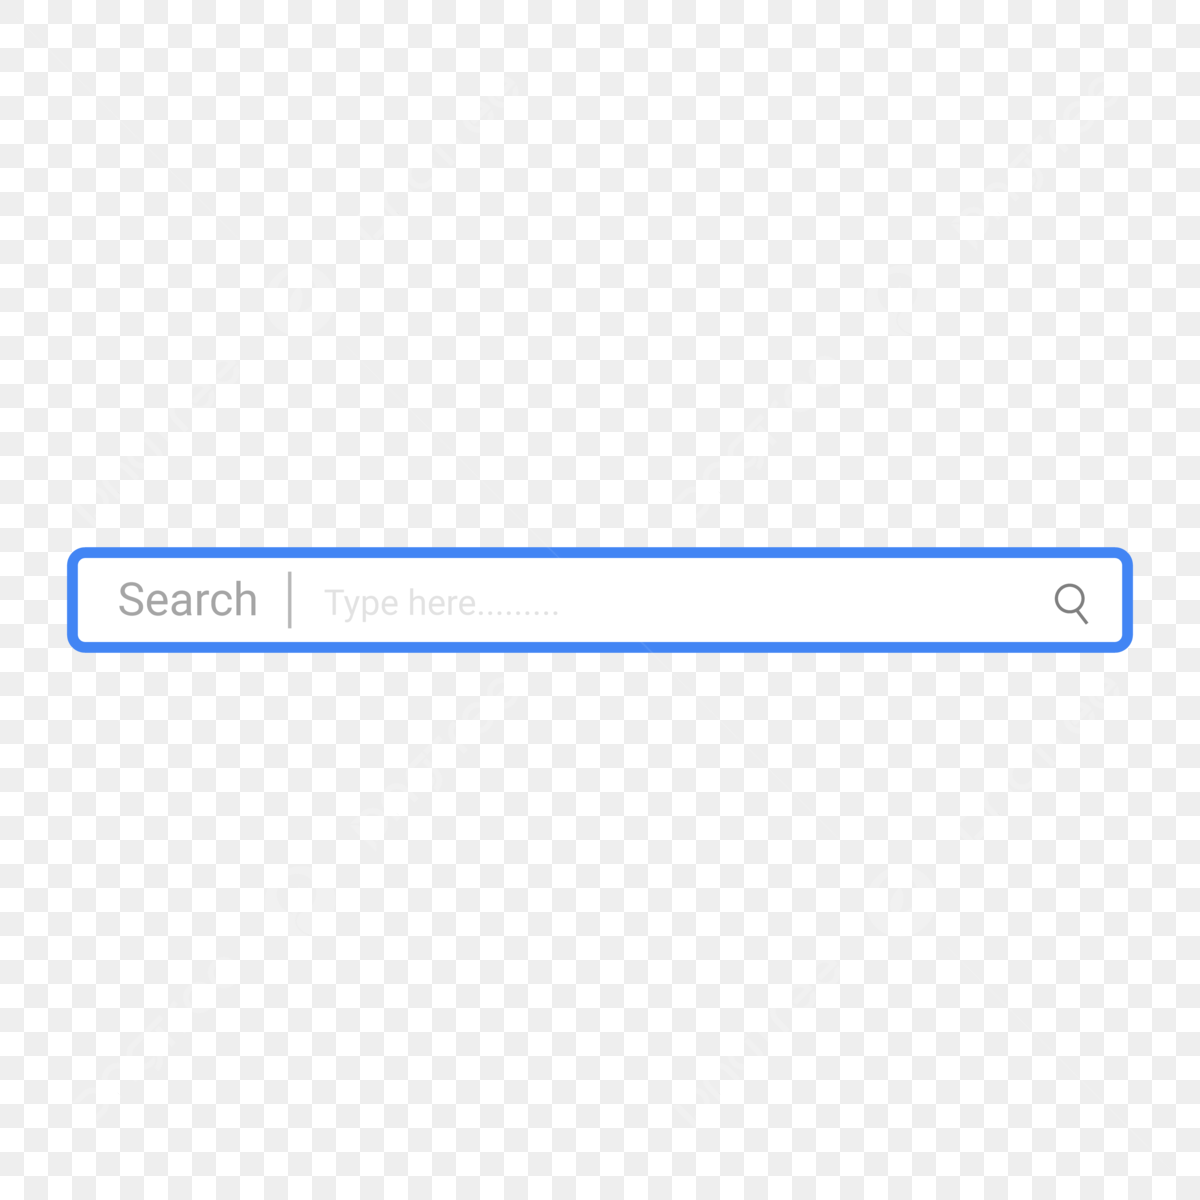 Search | Type here.........